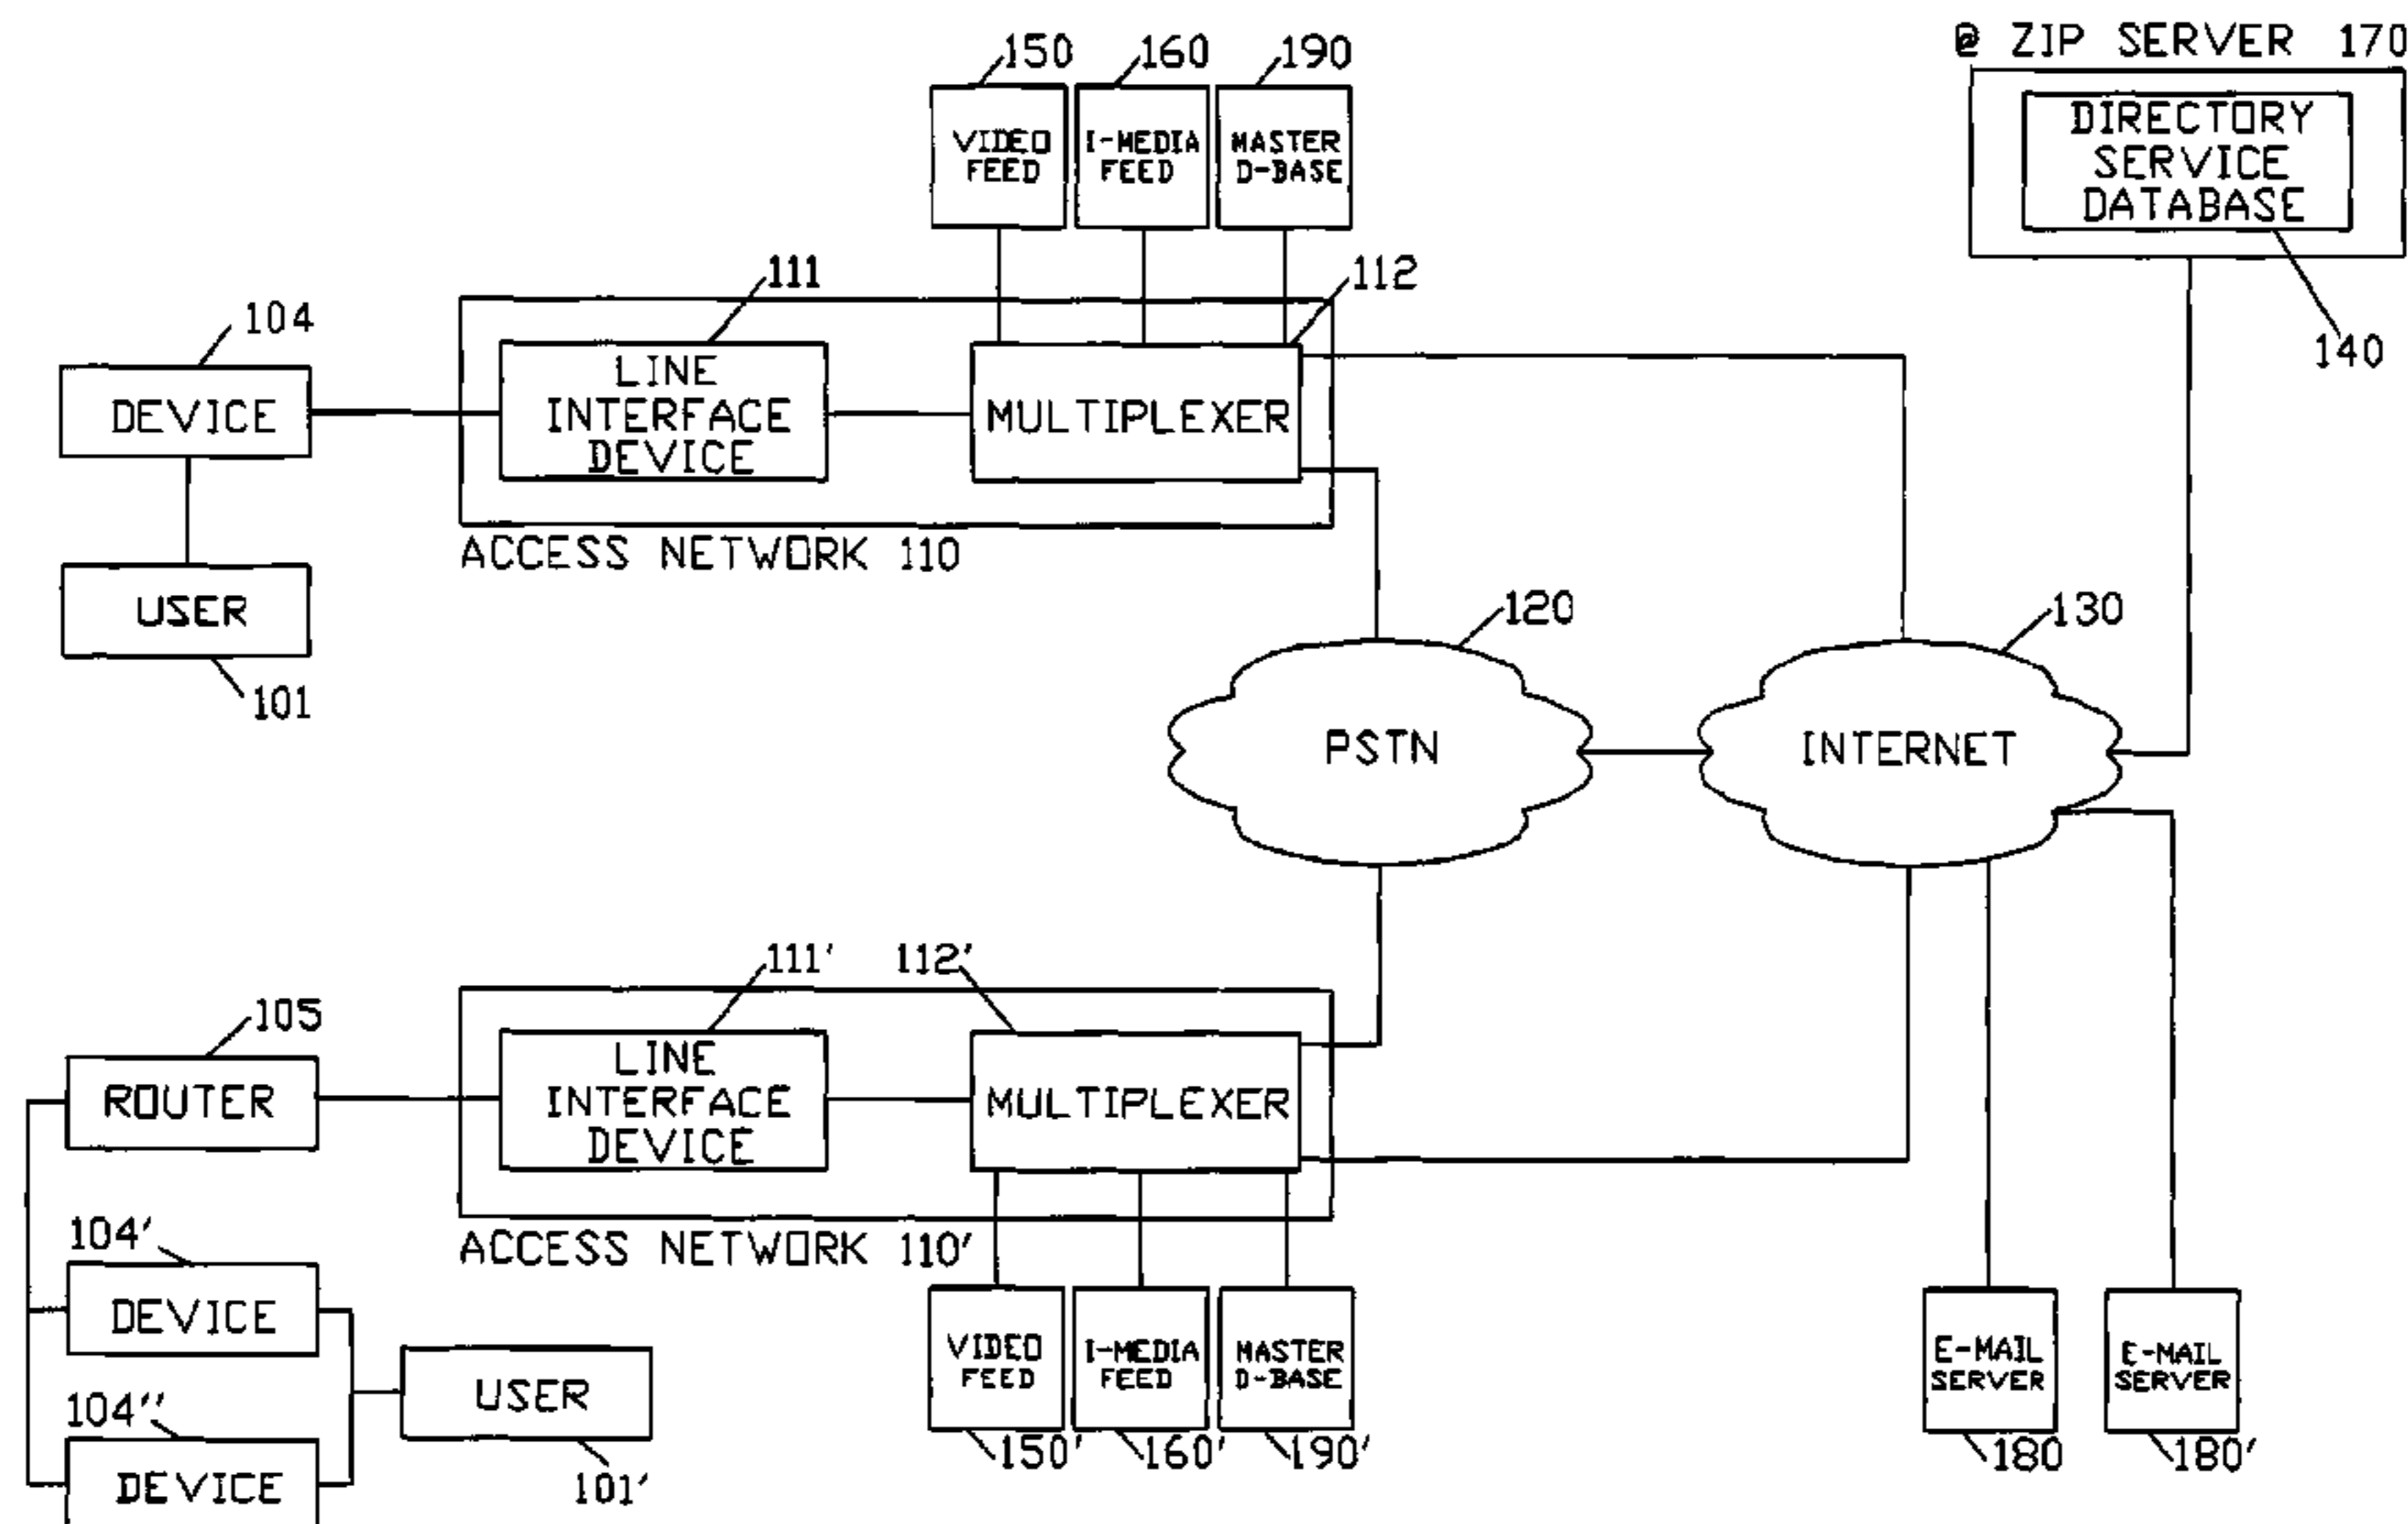 @ ZIP SERVER 170
150
160
190
VIDEO
FEED
I-MEDIA
FEED
MASTER
D-BASE
DIRECTORY
SERVICE
DATABASE
140
111
112
104
DEVICE
LINE
INTERFACE
DEVICE
MULTIPLEXER
ACCESS NETWORK 110
USER
101
120
130
PSTN
INTERNET
111'
112'
105
ROUTER
LINE
INTERFACE
DEVICE
MULTIPLEXER
ACCESS NETWORK 110'
104'
DEVICE
104''
DEVICE
USER
101'
VIDEO
FEED
I-MEDIA
FEED
MASTER
D-BASE
150'
160'
190'
E-MAIL
SERVER
E-MAIL
SERVER
180
180'